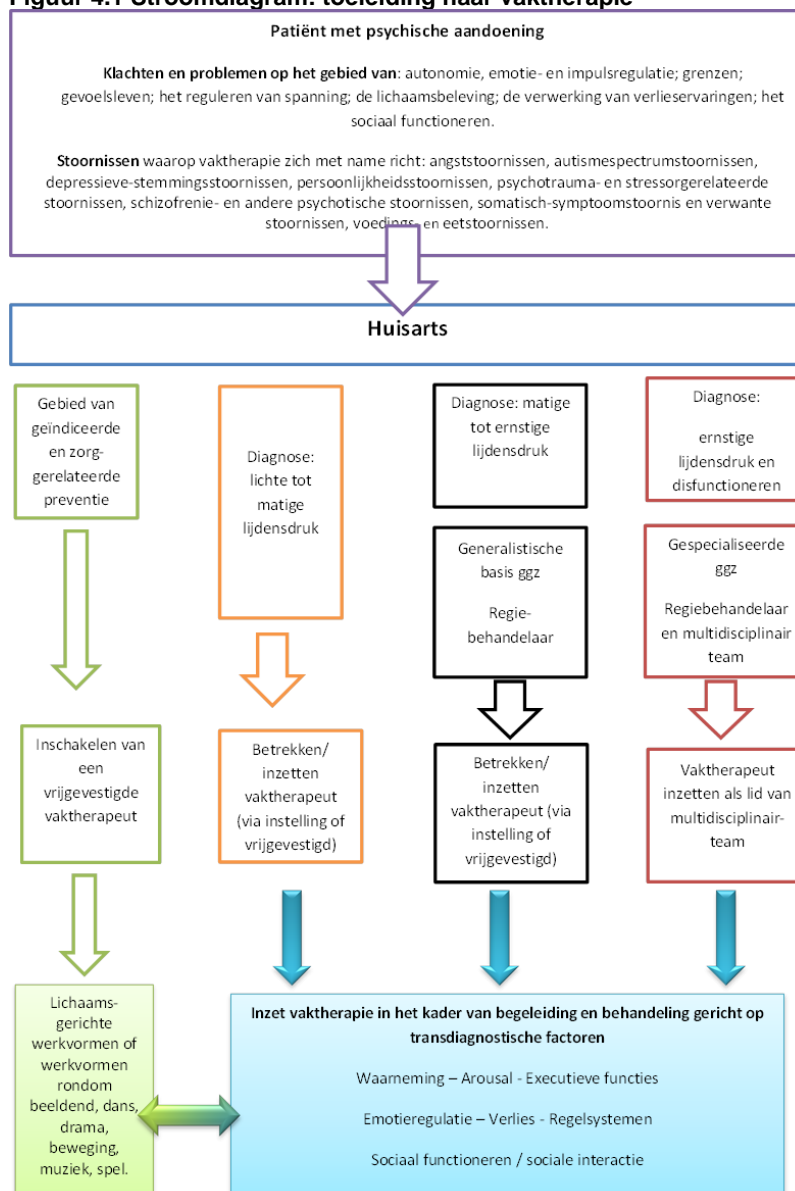 Figuur 4.1 Stroomdiagram: toeleiding naar vaktherapie
Patiënt met psychische aandoening
Klachten en problemen op het gebied van: autonomie, emotie- en impulsregulatie; grenzen;
gevoelsleven; het reguleren van spanning; de lichaamsbeleving; de verwerking van verlieservaringen; het
sociaal functioneren.
Stoornissen waarop vaktherapie zich met name richt: angststoornissen, autismespectrumstoornissen,
depressieve-stemmingsstoornissen, persoonlijkheidsstoornissen, psychotrauma- en stressorgerelateerde
stoornissen, schizofrenie- en andere psychotische stoornissen, somatisch-symptoomstoornis en verwante
stoornissen, voedings- en eetstoornissen.
Huisarts
Gebied van
geïndiceerde
en zorg-
gerelateerde
preventie
Diagnose:
lichte tot
matige
lijdensdruk
Diagnose: matige
tot ernstige
lijdensdruk
Diagnose:
ernstige
lijdensdruk en
disfunctioneren
Generalistische
basis ggz
Regie-
behandelaar
Gespecialiseerde
ggz
Regiebehandelaar
en multidisciplinair
team
Inschakelen van
een
vrijgevestigde
vaktherapeut
Betrekken/
inzetten
vaktherapeut
(via instelling of
vrijgevestigd)
Betrekken/
inzetten
vaktherapeut (via
instelling of
vrijgevestigd)
Vaktherapeut
inzetten als lid van
multidisciplinair-
team
Lichaams-
gerichte
werkvormen of
werkvormen
rondom
beeldend, dans,
drama,
beweging,
muziek, spel.
Inzet vaktherapie in het kader van begeleiding en behandeling gericht op
transdiagnostische factoren
Waarneming – Arousal - Executieve functies
Emotieregulatie – Verlies - Regelsystemen
Sociaal functioneren / sociale interactie